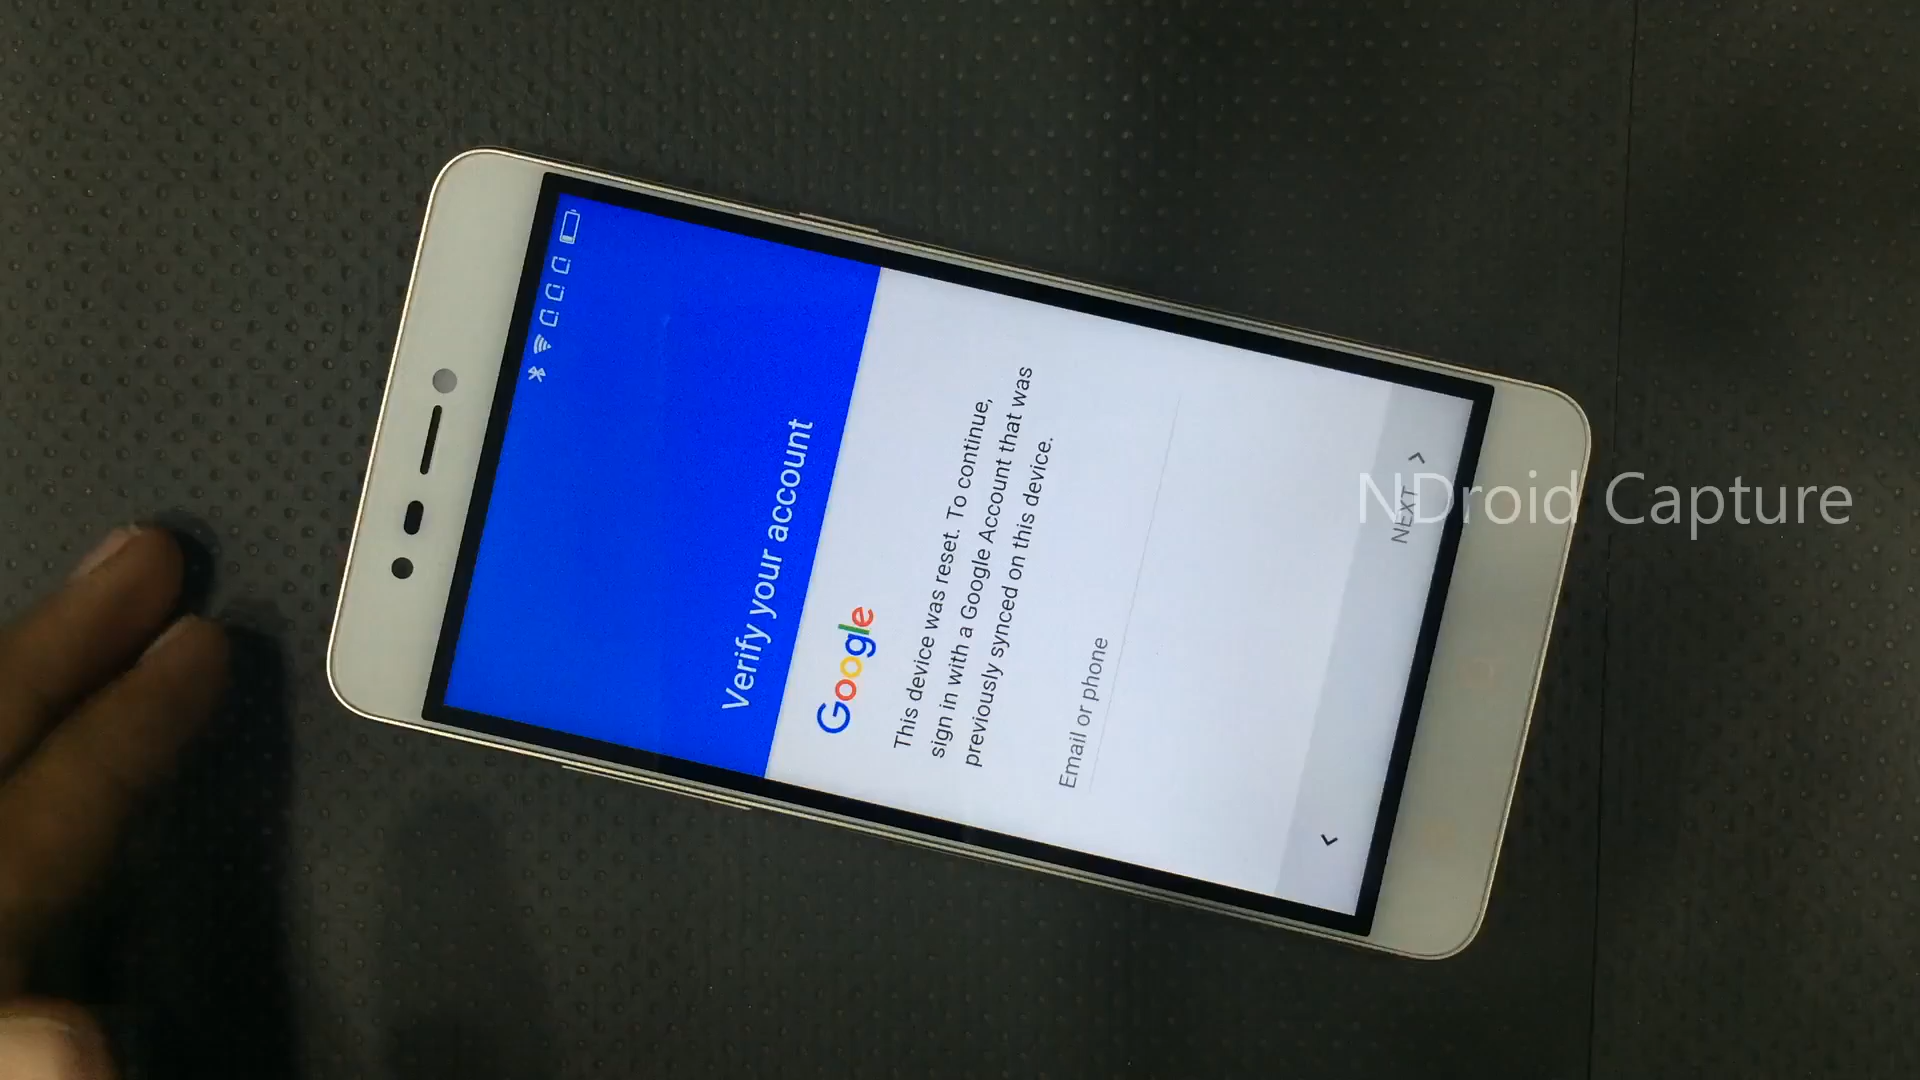 Verify your account
Google
This device was reset. To continue,
sign in with a Google Account that was
previously synced on this device.
Email or phone
NEXT
NDroid Capture